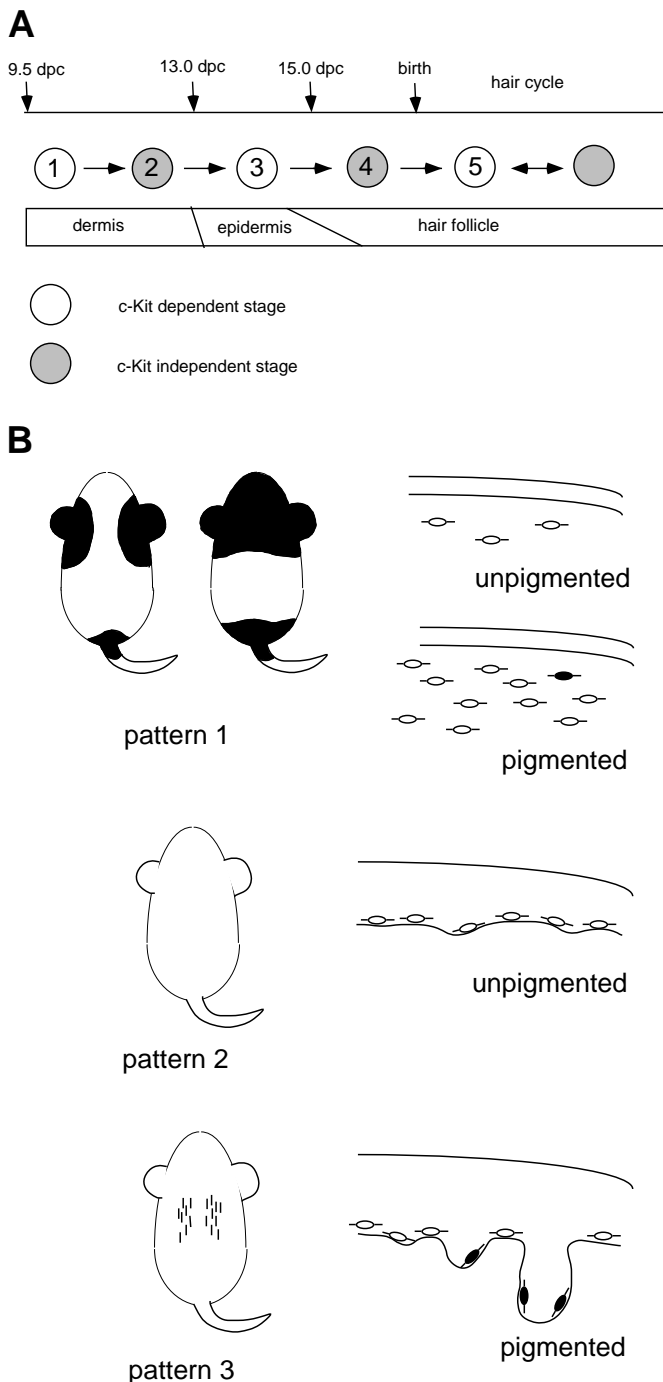 A
9.5 dpc 13.0 dpc 15.0 dpc birth hair cycle
1 2 3 4 5
dermis epidermis hair follicle
c-Kit dependent stage
c-Kit independent stage
B
unpigmented
pattern 1
pigmented
unpigmented
pattern 2
pigmented
pattern 3